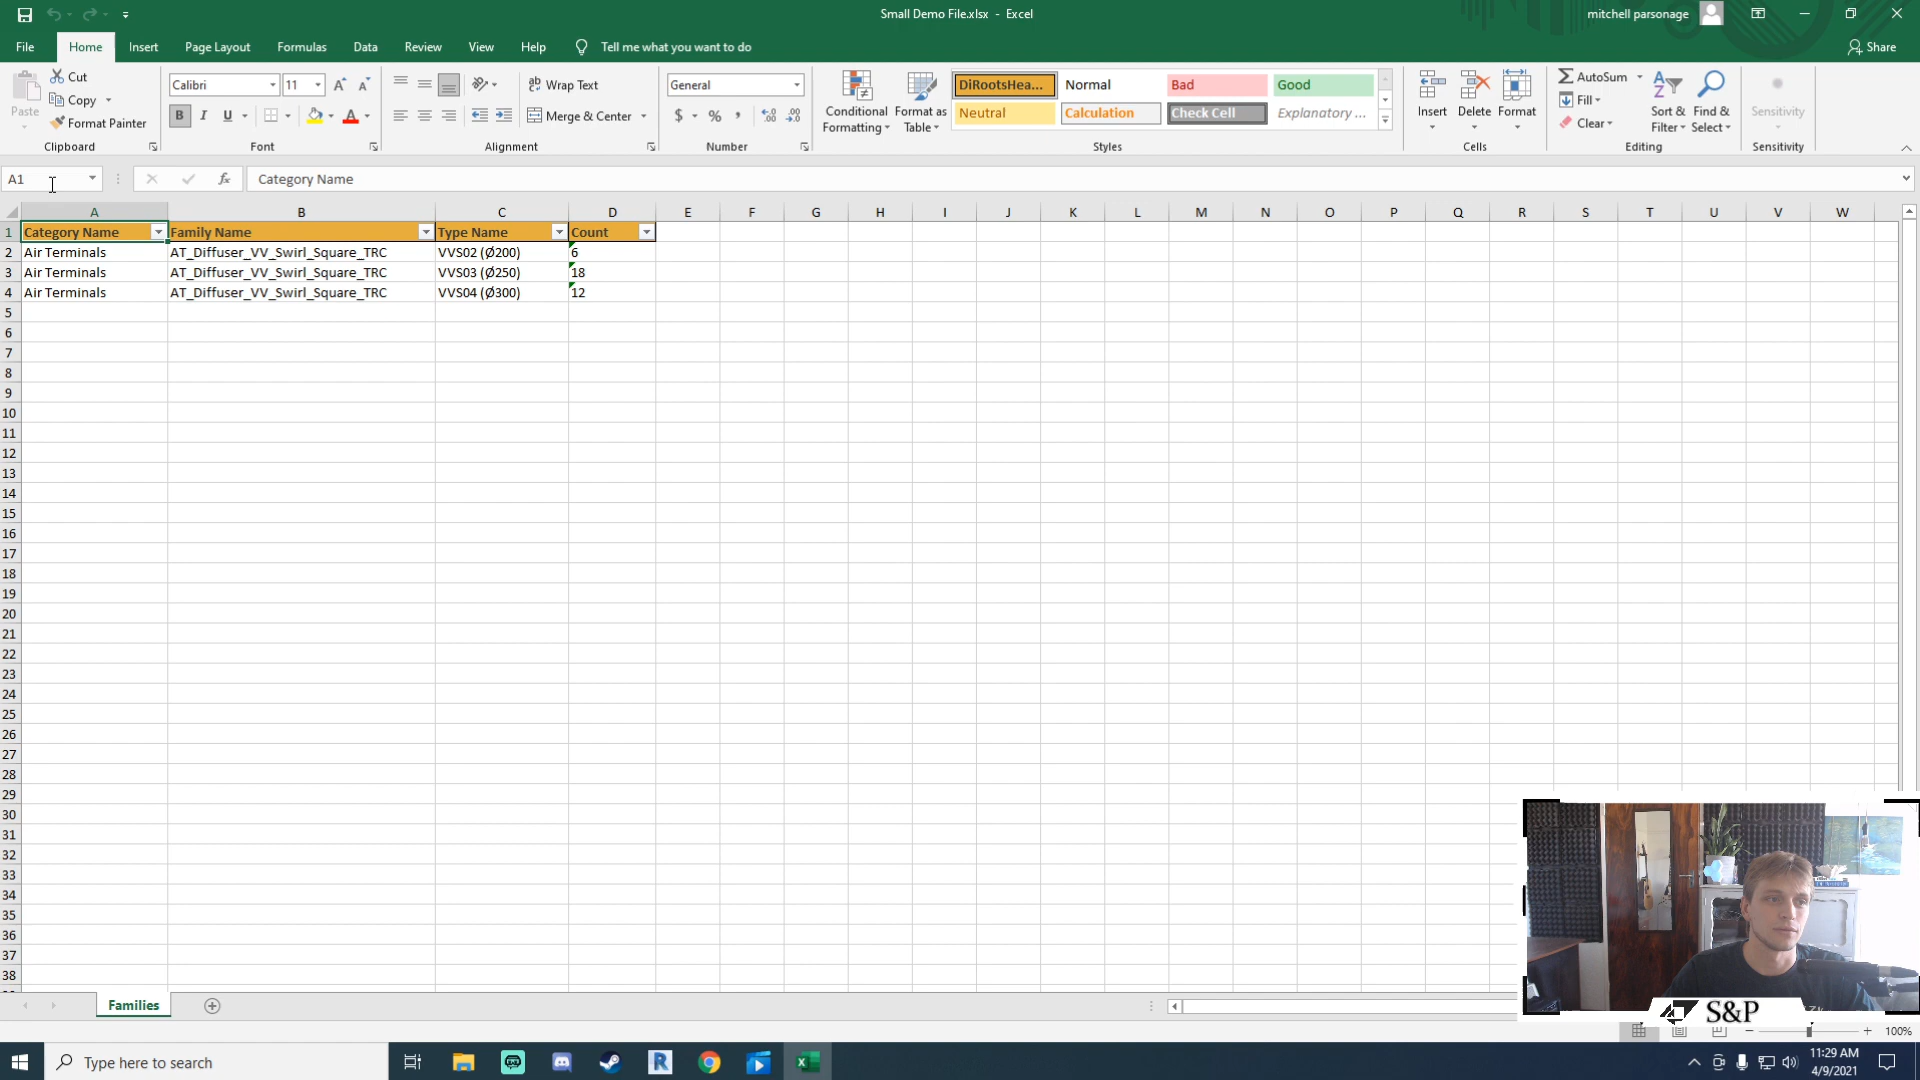 Small Demo File.xlsx - Excel
mitchell parsonage
File Home Insert Page Layout Formulas Data Review View Help Tell me what you want to do
Share
Paste
Cut
Copy
Format Painter
Clipboard
Calibri 11
B I U
Font
Wrap Text
Merge & Center
Alignment
General
$ %
Number
Conditional Formatting
Format as Table
DiRootsHea... Normal Bad Good
Neutral Calculation Check Cell Explanatory ...
Styles
Insert Delete Format
Cells
AutoSum
Fill
Clear
Sort & Filter
Find & Select
Editing
Sensitivity
Sensitivity
A1 fx Category Name
A B C D E F G H I J K L M N O P Q R S T U V W
1 Category Name Family Name Type Name Count
2 Air Terminals AT_Diffuser_VV_Swirl_Square_TRC VVS02 (Ø200) 6
3 Air Terminals AT_Diffuser_VV_Swirl_Square_TRC VVS03 (Ø250) 18
4 Air Terminals AT_Diffuser_VV_Swirl_Square_TRC VVS04 (Ø300) 12
5
6
7
8
9
10
11
12
13
14
15
16
17
18
19
20
21
22
23
24
25
26
27
28
29
30
31
32
33
34
35
36
37
38
Families
S&P
100%
Type here to search
11:29 AM
4/9/2021